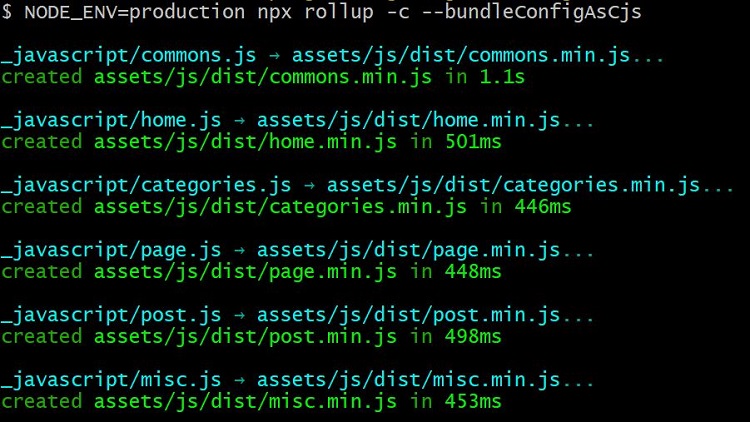 $ NODE_ENV=production npx rollup -c --bundleConfigAsCjs
_javascript/commons.js → assets/js/dist/commons.min.js...
created assets/js/dist/commons.min.js in 1.1s
_javascript/home.js → assets/js/dist/home.min.js...
created assets/js/dist/home.min.js in 501ms
_javascript/categories.js → assets/js/dist/categories.min.js...
created assets/js/dist/categories.min.js in 446ms
_javascript/page.js → assets/js/dist/page.min.js...
created assets/js/dist/page.min.js in 448ms
_javascript/post.js → assets/js/dist/post.min.js...
created assets/js/dist/post.min.js in 498ms
_javascript/misc.js → assets/js/dist/misc.min.js...
created assets/js/dist/misc.min.js in 453ms